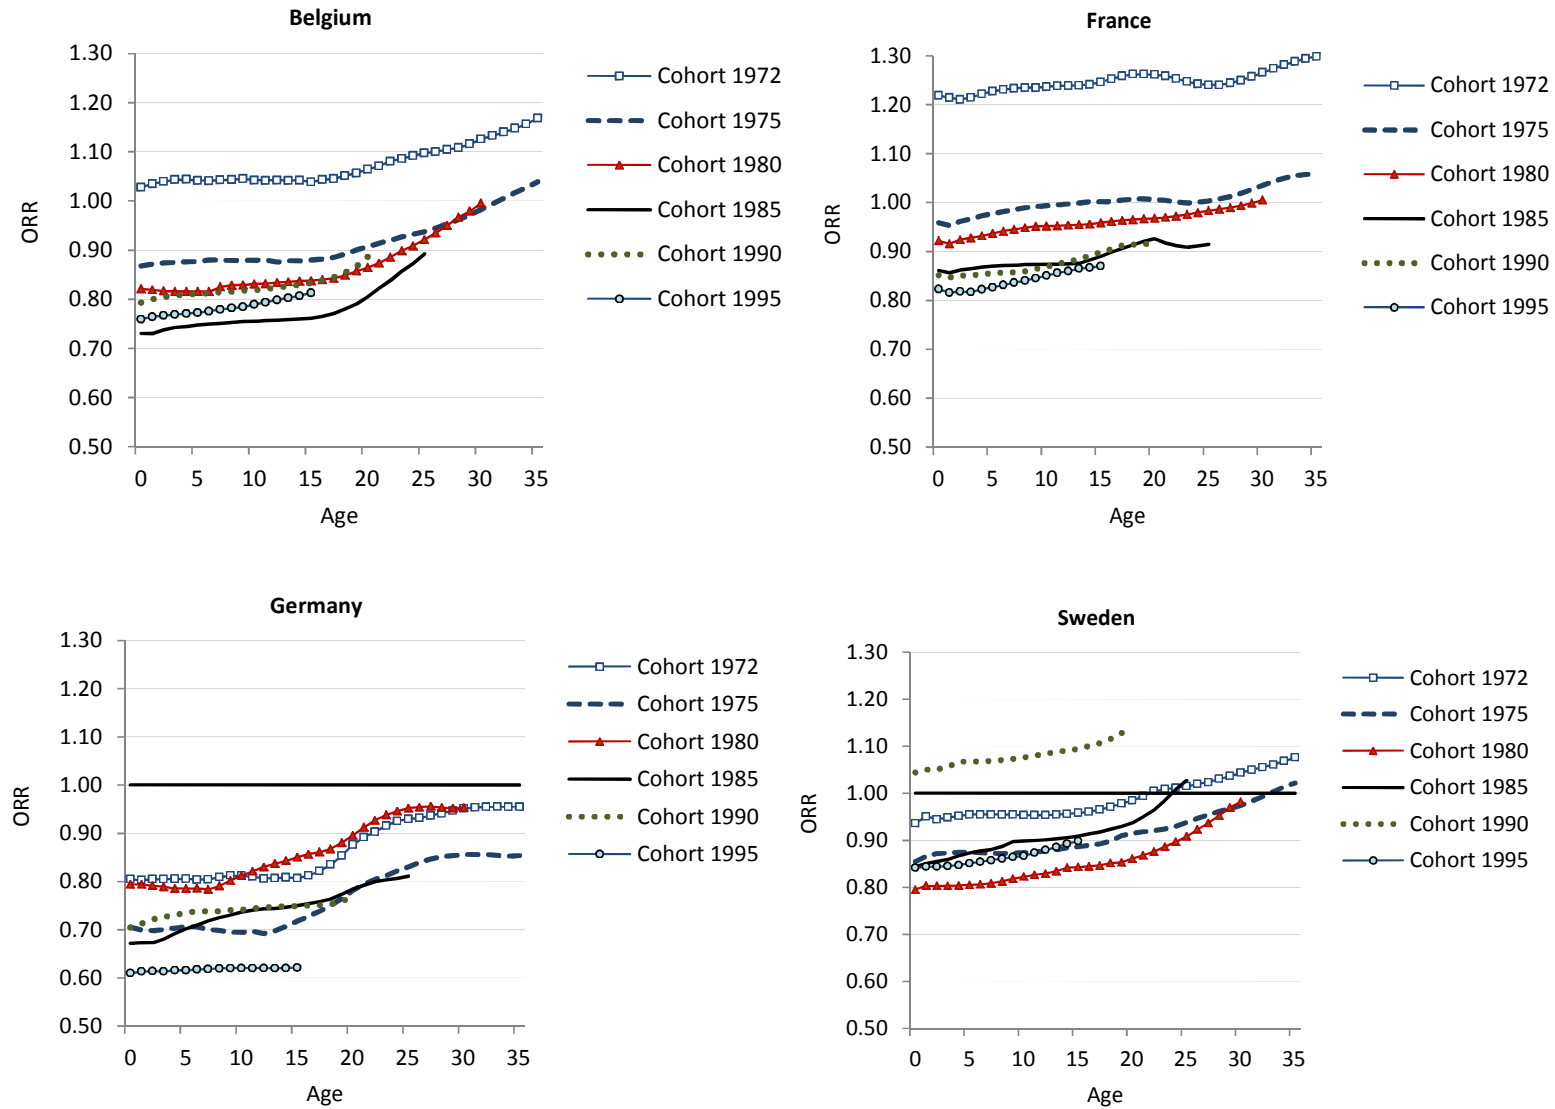 Belgium
1.30
1.20
1.10
1.00
0.90
0.80
0.70
0.60
0.50
ORR
0 5 10 15 20 25 30 35
Age
Cohort 1972
Cohort 1975
Cohort 1980
Cohort 1985
Cohort 1990
Cohort 1995
France
1.30
1.20
1.10
1.00
0.90
0.80
0.70
0.60
0.50
ORR
0 5 10 15 20 25 30 35
Age
Cohort 1972
Cohort 1975
Cohort 1980
Cohort 1985
Cohort 1990
Cohort 1995
Germany
1.30
1.20
1.10
1.00
0.90
0.80
0.70
0.60
0.50
ORR
0 5 10 15 20 25 30 35
Age
Cohort 1972
Cohort 1975
Cohort 1980
Cohort 1985
Cohort 1990
Cohort 1995
Sweden
1.30
1.20
1.10
1.00
0.90
0.80
0.70
0.60
0.50
ORR
0 5 10 15 20 25 30 35
Age
Cohort 1972
Cohort 1975
Cohort 1980
Cohort 1985
Cohort 1990
Cohort 1995